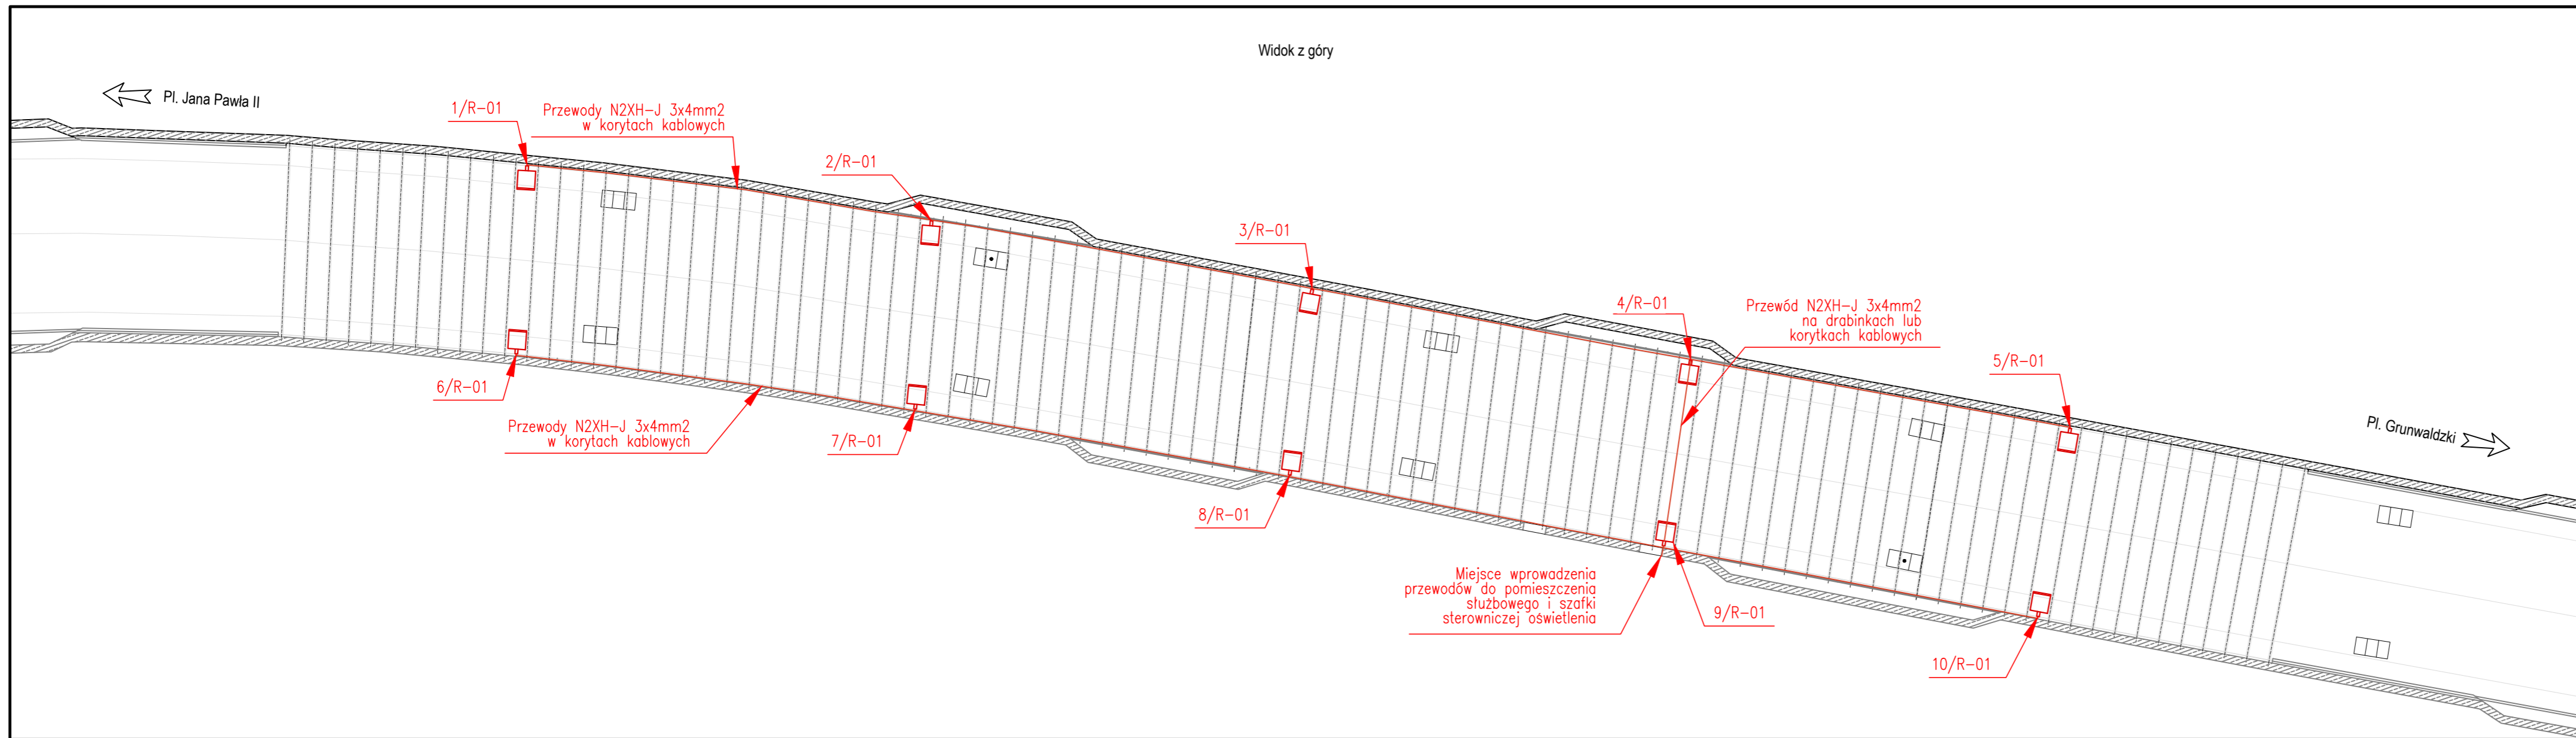 Widok z góry
Pl. Jana Pawła II
1/R-01
Przewody N2XH-J 3x4mm2
w korytach kablowych
2/R-01
3/R-01
4/R-01
Przewód N2XH-J 3x4mm2
na drabinkach lub
korytkach kablowych
5/R-01
Pl. Grunwaldzki
6/R-01
Przewody N2XH-J 3x4mm2
w korytach kablowych
7/R-01
8/R-01
Miejsce wprowadzenia
przewodów do pomieszczenia
służbowego i szafki
sterowniczej oświetlenia
9/R-01
10/R-01